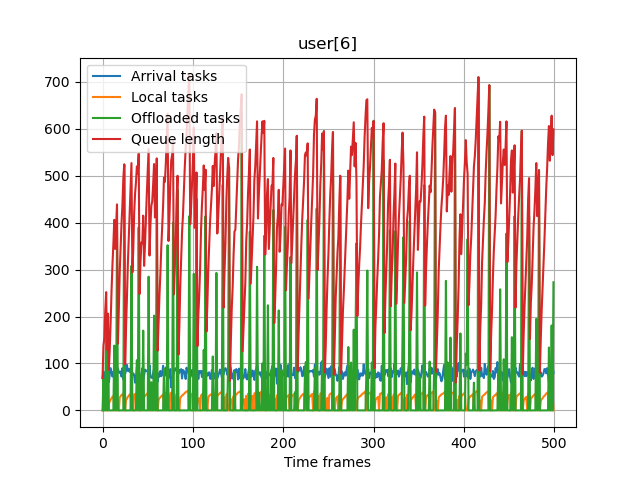 user[6]
Arrival tasks
Local tasks
Offloaded tasks
Queue length
700
600
500
400
300
200
100
0
0 100 200 300 400 500
Time frames